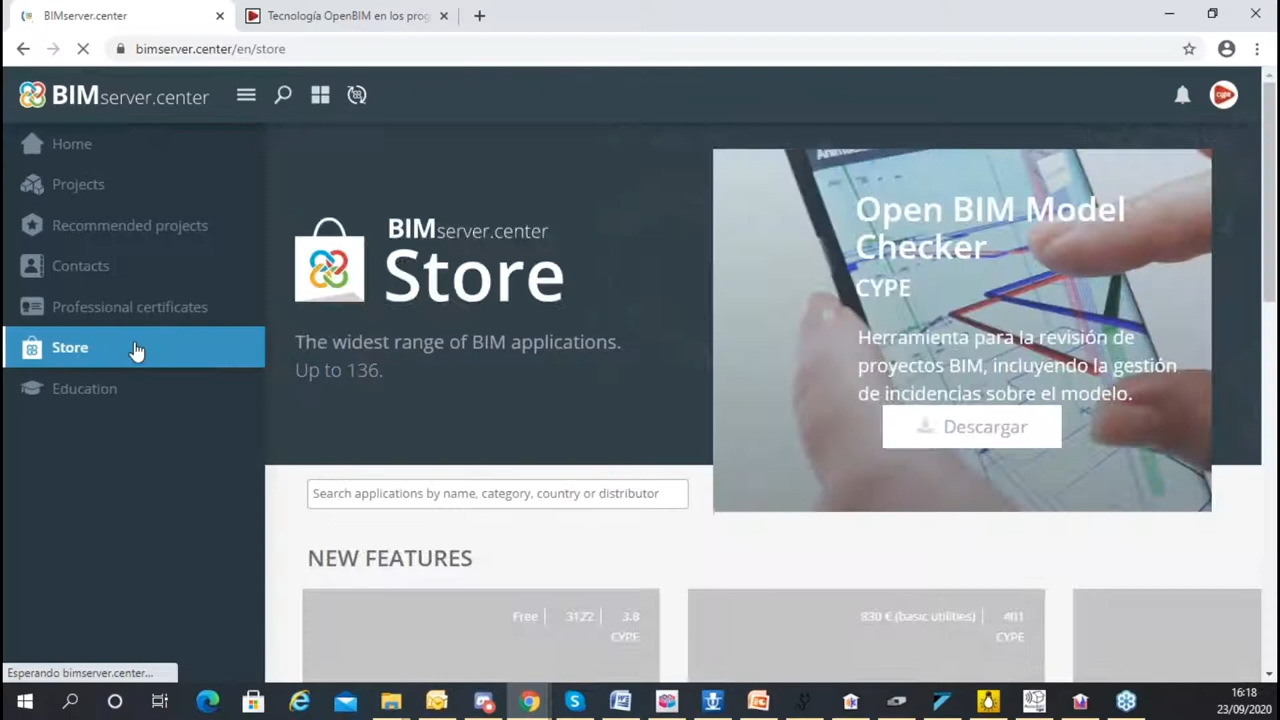 BIMserver.center
Tecnología OpenBIM en los prog
bimserver.center/en/store
BIMserver.center
cype
Home
Projects
Recommended projects
Contacts
Professional certificates
Store
Education
BIMserver.center
Store
The widest range of BIM applications.
Up to 136.
Open BIM Model
Checker
CYPE
Herramienta para la revisión de
proyectos BIM, incluyendo la gestión
de incidencias sobre el modelo.
Descargar
Search applications by name, category, country or distributor
NEW FEATURES
Free 3122 3.8
CYPE
830 € (basic utilities) 401
CYPE
Esperando bimserver.center...
16:18
23/09/2020